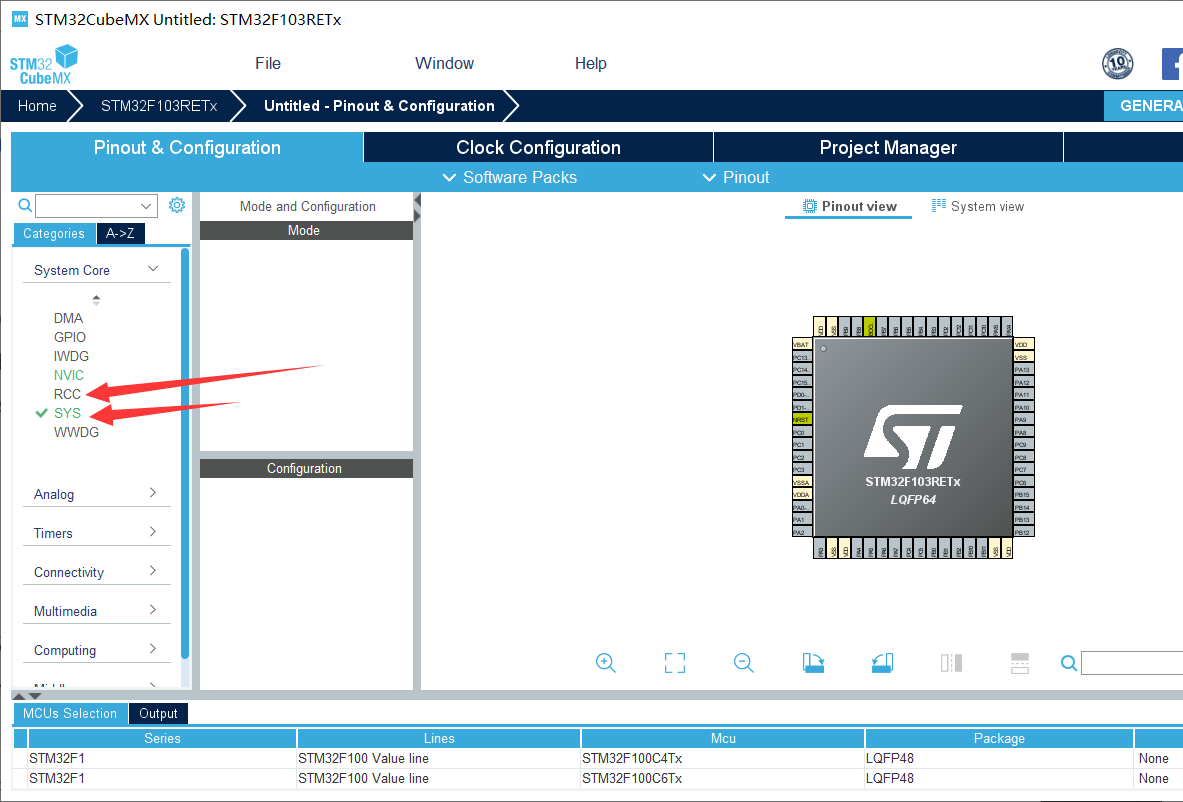 MX STM32CubeMX Untitled: STM32F103RETx
STM32
CubeMX
File Window Help
10
Home STM32F103RETx Untitled - Pinout & Configuration GENERA
Pinout & Configuration Clock Configuration Project Manager
Software Packs Pinout
Mode and Configuration
Mode
Pinout view System view
Categories A->Z
System Core
DMA
GPIO
IWDG
NVIC
RCC
SYS
WWDG
Analog
Timers
Connectivity
Multimedia
Computing
Configuration
VBAT
PC13..
PC14..
PC15..
PD0-..
PD1-..
NRST
PC0
PC1
PC2
PC3
VSSA
VDDA
PA0-..
PA1
PA2
VDD
VSS
PA13
PA12
PA11
PA10
PA9
PA8
PC9
PC8
PC7
PC6
PB15
PB14
PB13
PB12
ST
STM32F103RETx
LQFP64
MCUs Selection Output
Series Lines Mcu Package
STM32F1 STM32F100 Value line STM32F100C4Tx LQFP48 None
STM32F1 STM32F100 Value line STM32F100C6Tx LQFP48 None